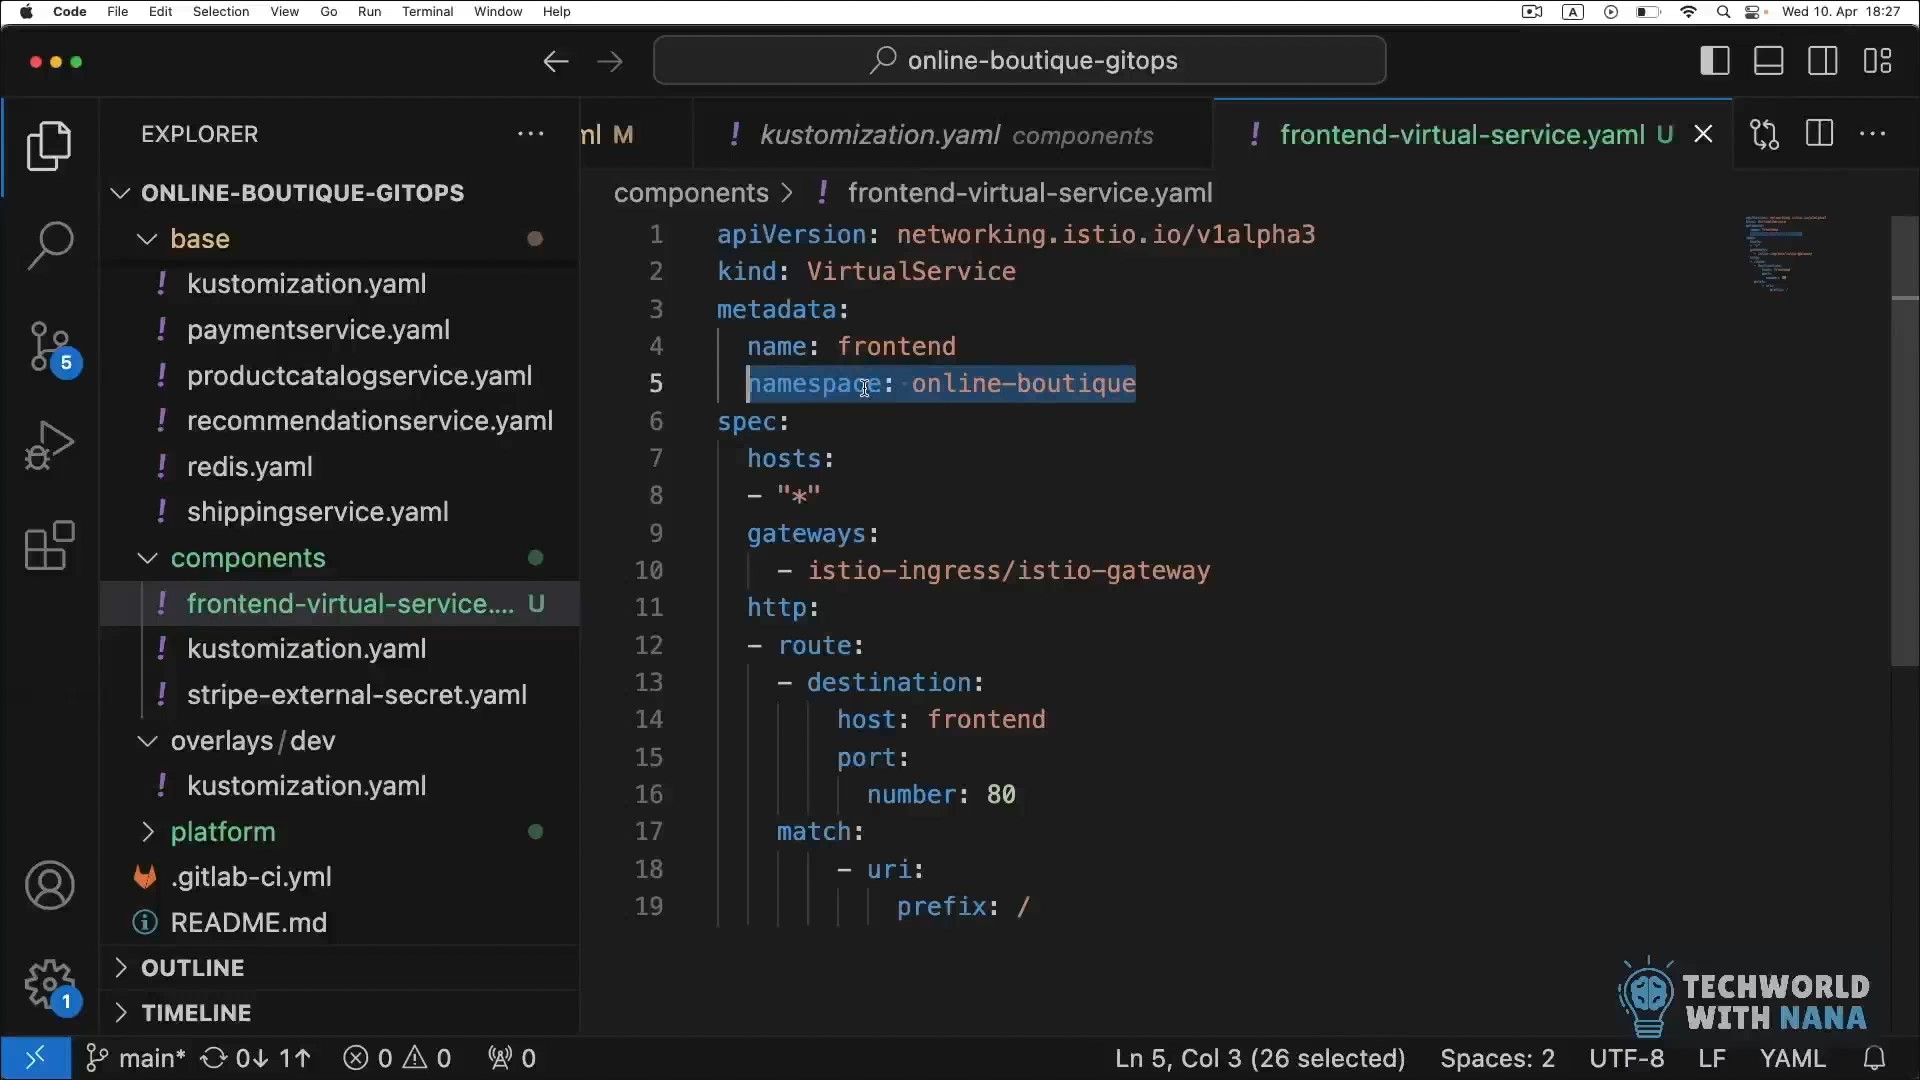 Code File Edit Selection View Go Run Terminal Window Help A Wed 10. Apr 18:27
online-boutique-gitops
EXPLORER
ml M
! kustomization.yaml components
! frontend-virtual-service.yaml U
ONLINE-BOUTIQUE-GITOPS
base
! kustomization.yaml
! paymentservice.yaml
! productcatalogservice.yaml
! recommendationservice.yaml
! redis.yaml
! shippingservice.yaml
components
! frontend-virtual-service.... U
! kustomization.yaml
! stripe-external-secret.yaml
overlays/dev
! kustomization.yaml
platform
.gitlab-ci.yml
README.md
OUTLINE
TIMELINE
5
1
components > ! frontend-virtual-service.yaml
1 apiVersion: networking.istio.io/v1alpha3
2 kind: VirtualService
3 metadata:
4 name: frontend
5 namespace: online-boutique
6 spec:
7 hosts:
8 - "*"
9 gateways:
10 - istio-ingress/istio-gateway
11 http:
12 - route:
13 - destination:
14 host: frontend
15 port:
16 number: 80
17 match:
18 - uri:
19 prefix: /
TECHWORLD
WITH NANA
main* 0↓ 1↑ 0 0 0 Ln 5, Col 3 (26 selected) Spaces: 2 UTF-8 LF YAML